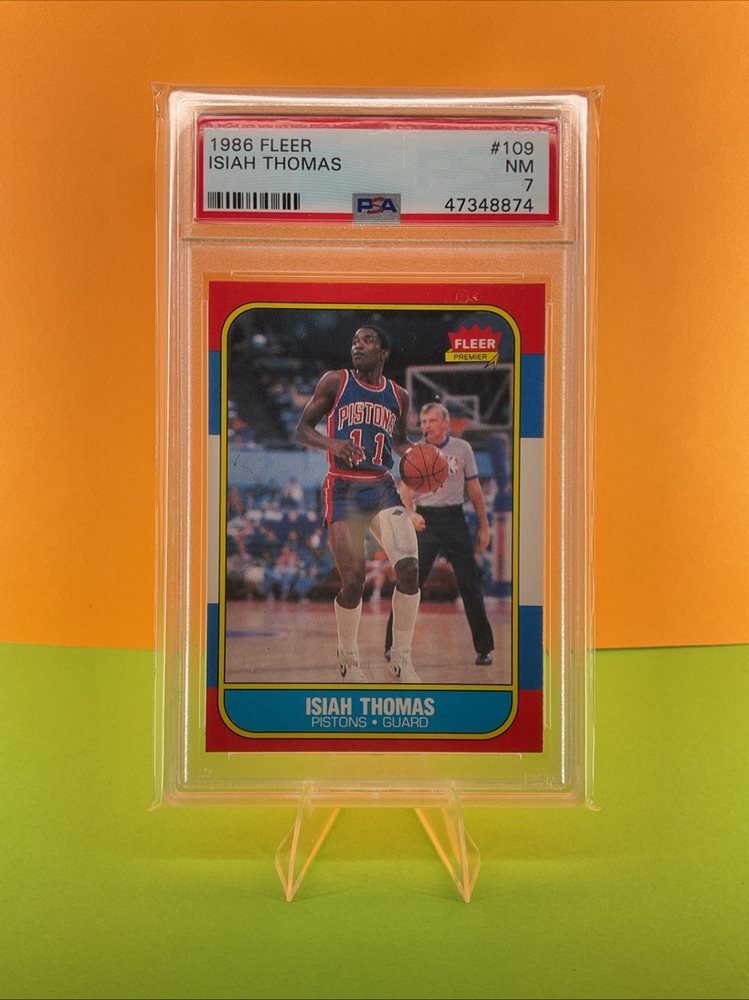 1986 FLEER #109
ISIAH THOMAS NM
7
PSA 47348874
FLEER
PREMIER
PISTONS
11
ISIAH THOMAS
PISTONS • GUARD